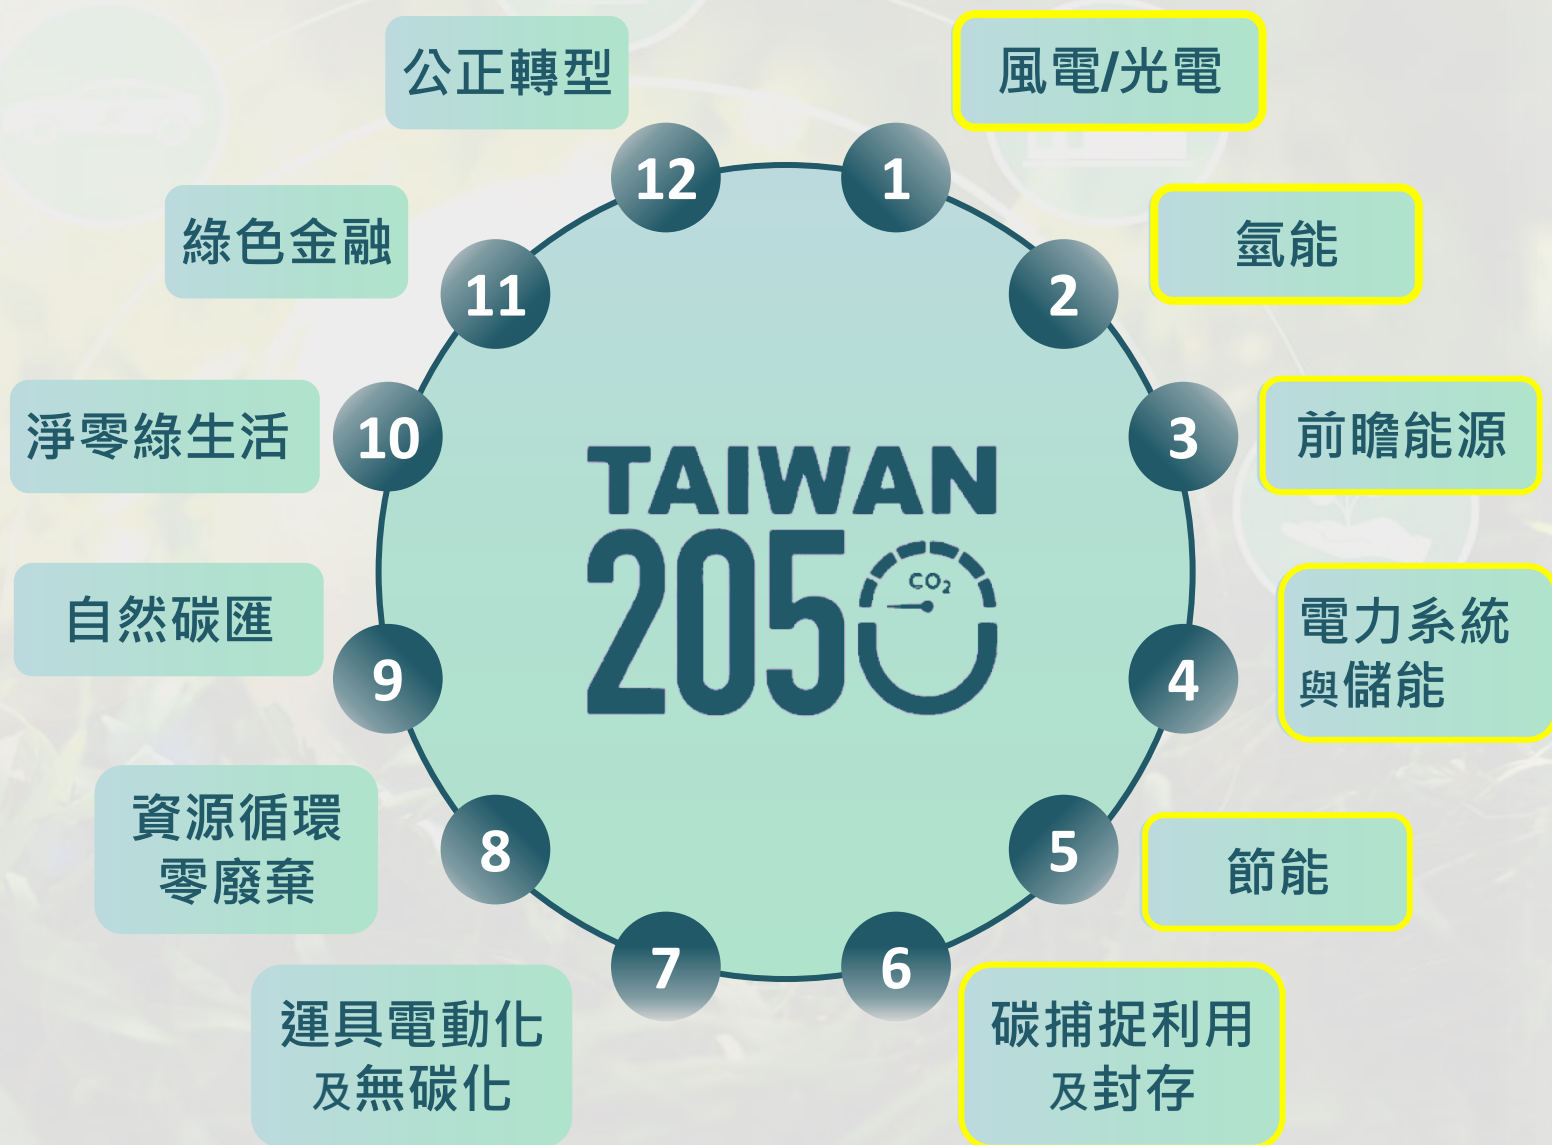 公正轉型
風電/光電
12
1
綠色金融
氫能
11
2
淨零綠生活
10
3
前瞻能源
TAIWAN
2050
CO₂
自然碳匯
9
4
電力系統
與儲能
資源循環
零廢棄
8
5
節能
7
6
運具電動化
及無碳化
碳捕捉利用
及封存